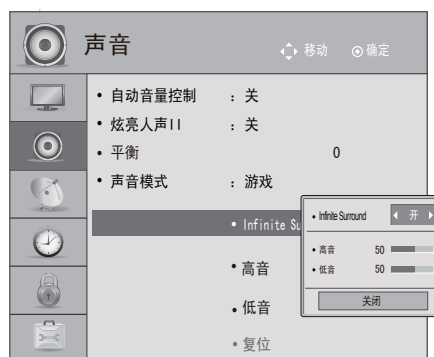 声音 移动 确定
• 自动音量控制 : 关
• 炫亮人声II : 关
• 平衡 0
• 声音模式 : 游戏
• Infinite Su
• 高音
• 低音
• 复位
• Infinite Surround 开
• 高音 50
• 低音 50
关闭